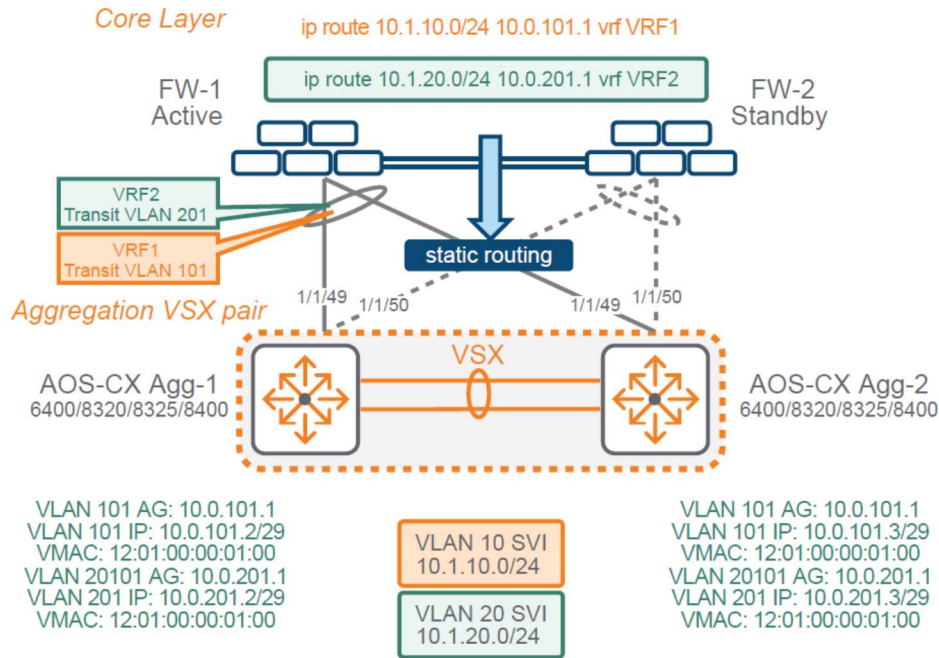 Core Layer
ip route 10.1.10.0/24 10.0.101.1 vrf VRF1
ip route 10.1.20.0/24 10.0.201.1 vrf VRF2
FW-1
Active
FW-2
Standby
VRF2
Transit VLAN 201
VRF1
Transit VLAN 101
static routing
1/1/49
1/1/50
1/1/49
1/1/50
Aggregation VSX pair
VSX
AOS-CX Agg-1
6400/8320/8325/8400
AOS-CX Agg-2
6400/8320/8325/8400
VLAN 101 AG: 10.0.101.1
VLAN 101 IP: 10.0.101.2/29
VMAC: 12:01:00:00:01:00
VLAN 20101 AG: 10.0.201.1
VLAN 201 IP: 10.0.201.2/29
VMAC: 12:01:00:00:01:00
VLAN 10 SVI
10.1.10.0/24
VLAN 20 SVI
10.1.20.0/24
VLAN 101 AG: 10.0.101.1
VLAN 101 IP: 10.0.101.3/29
VMAC: 12:01:00:00:01:00
VLAN 20101 AG: 10.0.201.1
VLAN 201 IP: 10.0.201.3/29
VMAC: 12:01:00:00:01:00